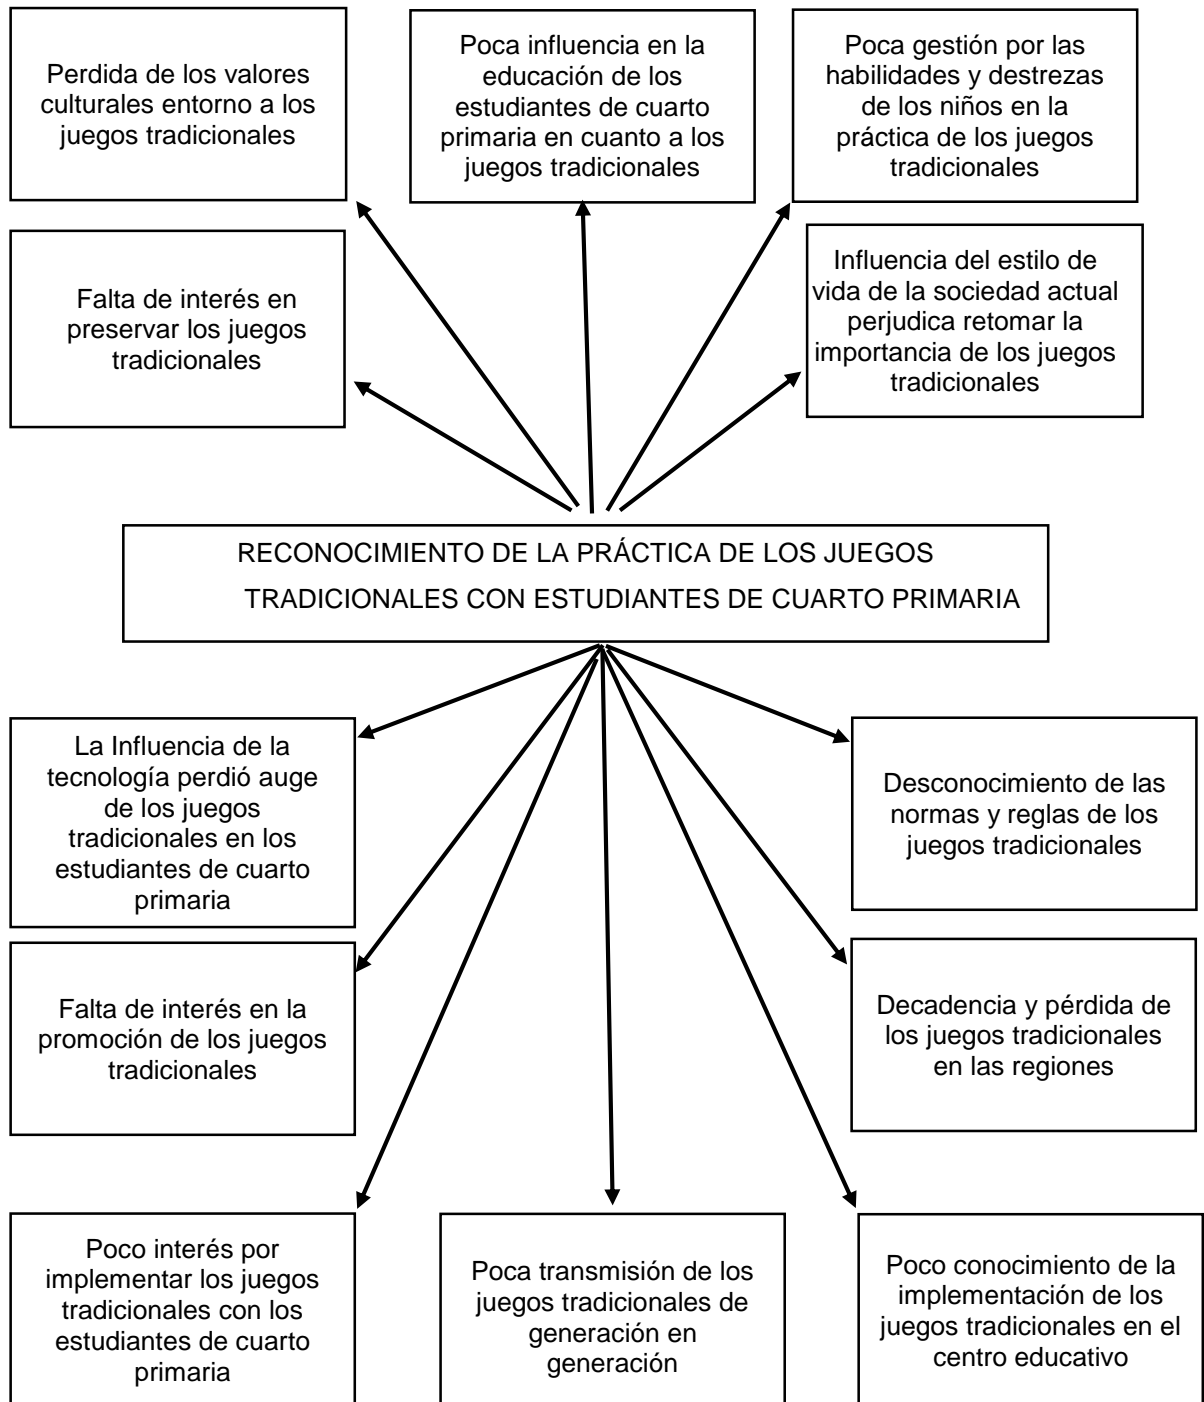 Perdida de los valores
culturales entorno a los
juegos tradicionales
Poca influencia en la
educación de los
estudiantes de cuarto
primaria en cuanto a los
juegos tradicionales
Poca gestión por las
habilidades y destrezas
de los niños en la
práctica de los juegos
tradicionales
Falta de interés en
preservar los juegos
tradicionales
Influencia del estilo de
vida de la sociedad actual
perjudica retomar la
importancia de los juegos
tradicionales
RECONOCIMIENTO DE LA PRÁCTICA DE LOS JUEGOS
TRADICIONALES CON ESTUDIANTES DE CUARTO PRIMARIA
La Influencia de la
tecnología perdió auge
de los juegos
tradicionales en los
estudiantes de cuarto
primaria
Desconocimiento de las
normas y reglas de los
juegos tradicionales
Falta de interés en la
promoción de los juegos
tradicionales
Decadencia y pérdida de
los juegos tradicionales
en las regiones
Poco interés por
implementar los juegos
tradicionales con los
estudiantes de cuarto
primaria
Poca transmisión de los
juegos tradicionales de
generación en
generación
Poco conocimiento de la
implementación de los
juegos tradicionales en el
centro educativo